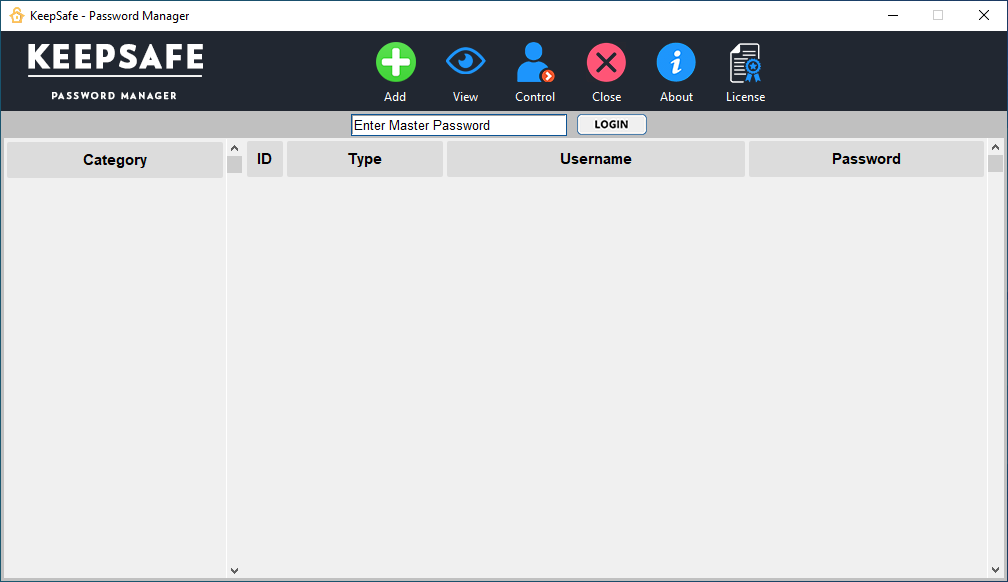 KeepSafe - Password Manager
KEEPSAFE
PASSWORD MANAGER
Add View Control Close About License
Enter Master Password LOGIN
Category ID Type Username Password